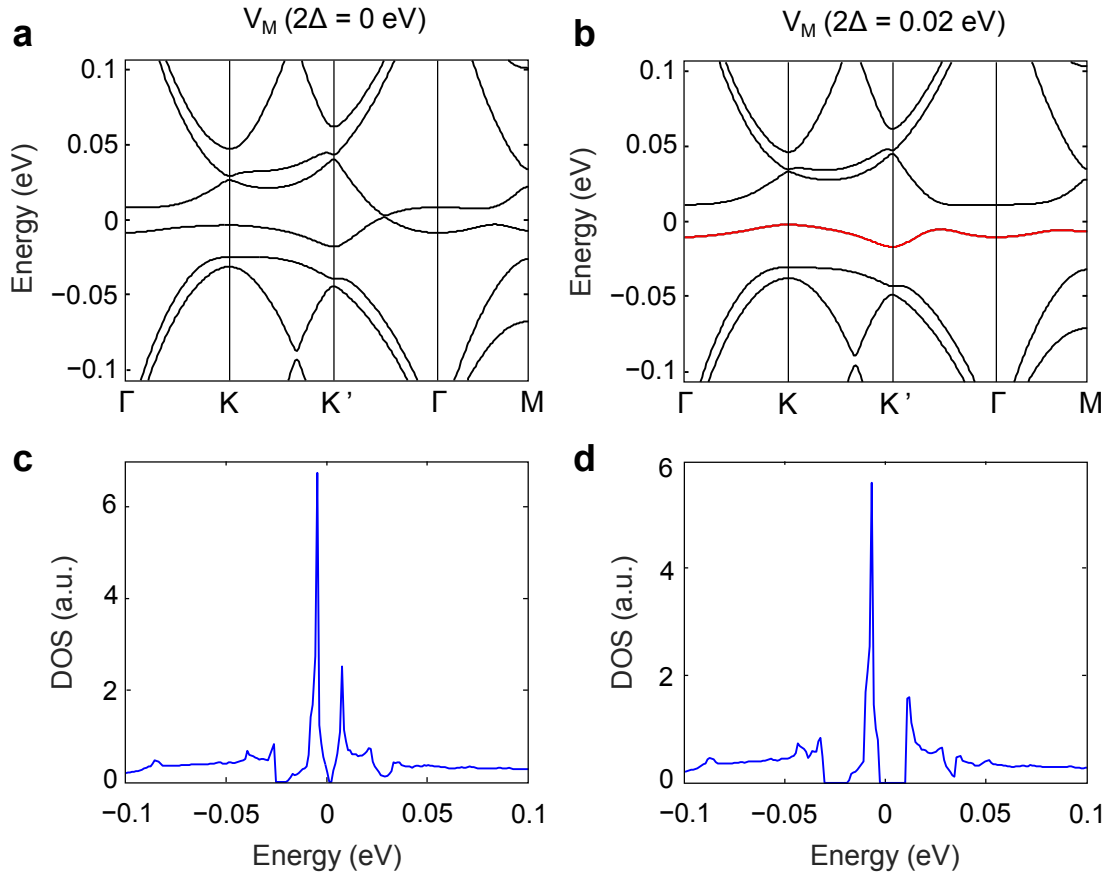 a
V_M (2Δ = 0 eV)
b
V_M (2Δ = 0.02 eV)
Energy (eV)
0.1
0.05
0
−0.05
−0.1
Γ K K’ Γ M
Energy (eV)
0.1
0.05
0
−0.05
−0.1
Γ K K’ Γ M
c
DOS (a.u.)
6
4
2
0
−0.1 −0.05 0 0.05 0.1
Energy (eV)
d
DOS (a.u.)
6
4
2
0
−0.1 −0.05 0 0.05 0.1
Energy (eV)